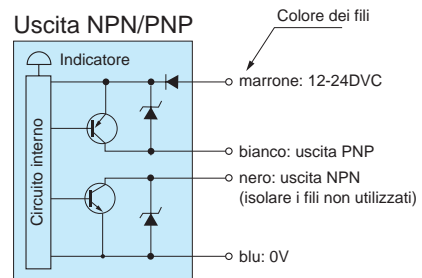 Colore dei fili
Uscita NPN/PNP
Indicatore
Circuito interno
marrone: 12-24DVC
bianco: uscita PNP
nero: uscita NPN
(isolare i fili non utilizzati)
blu: 0V